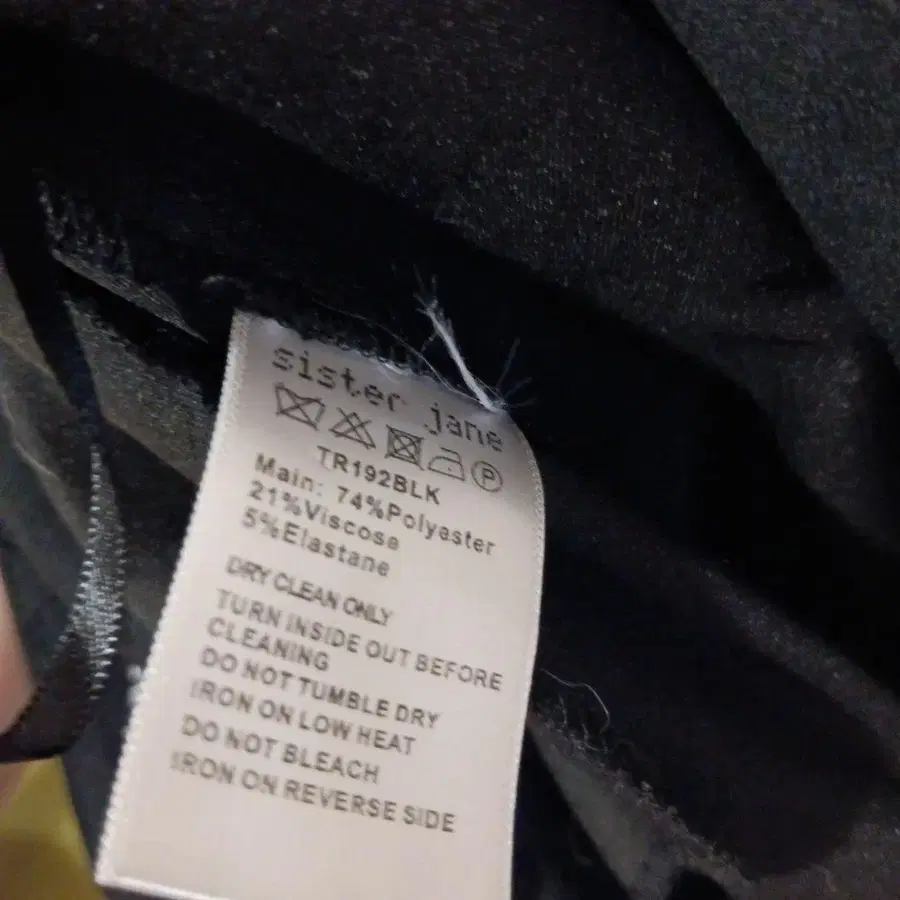 sister jane
P
TR192BLK
Main: 74%Polyester
21%Viscose
5%Elastane
DRY CLEAN ONLY
TURN INSIDE OUT BEFORE
CLEANING
DO NOT TUMBLE DRY
IRON ON LOW HEAT
DO NOT BLEACH
IRON ON REVERSE SIDE